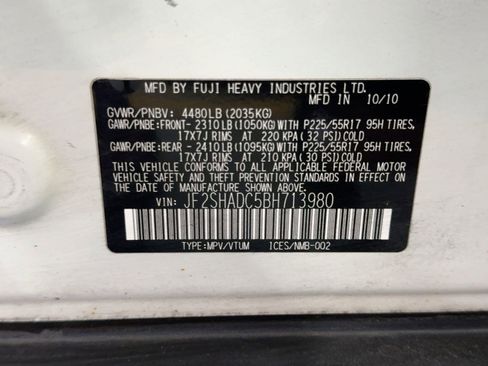 MFD BY FUJI HEAVY INDUSTRIES LTD.
MFD IN 10/10
GVWR/PNBV: 4480LB(2035KG)
GAWR/PNBE:FRONT- 2310LB(1050KG)WITH P225/55R17 95H TIRES,
17X7J RIMS AT 220 KPA(32 PSI)COLD
GAWR/PNBE:REAR - 2410LB(1095KG)WITH P225/55R17 95H TIRES,
17X7J RIMS AT 210 KPA(30 PSI)COLD
THIS VEHICLE CONFORMS TO ALL APPLICABLE FEDERAL MOTOR
VEHICLE SAFETY AND THEFT PREVENTION STANDARDS IN EFFECT
ON THE DATE OF MANUFACTURE SHOWN ABOVE.
VIN: JF2SHADC5BH713980
TYPE:MPV/VTUM ICES/NMB-002